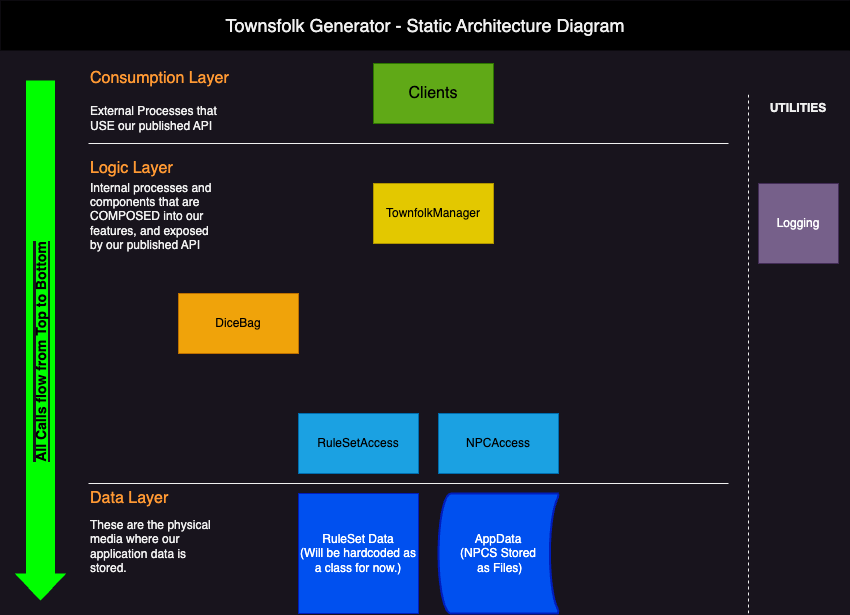 Townsfolk Generator - Static Architecture Diagram
Consumption Layer
External Processes that
USE our published API
Clients
UTILITIES
Logic Layer
Internal processes and
components that are
COMPOSED into our
features, and exposed
by our published API
TownfolkManager
Logging
All Calls flow from Top to Bottom
DiceBag
RuleSetAccess
NPCAccess
Data Layer
These are the physical
media where our
application data is
stored.
RuleSet Data
(Will be hardcoded as
a class for now.)
AppData
(NPCS Stored
as Files)